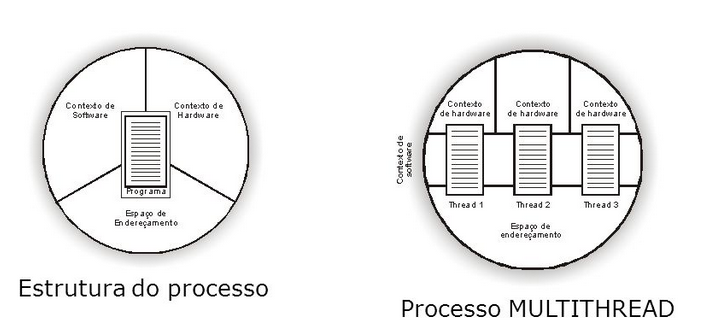 Contexto de
Software
Contexto de
Hardware
Programa
Espaço de
Endereçamento
Estrutura do processo
Contexto de
software
Contexto
de hardware
Contexto
de hardware
Contexto
de hardware
Thread 1
Thread 2
Thread 3
Espaço de
endereçamento
Processo MULTITHREAD